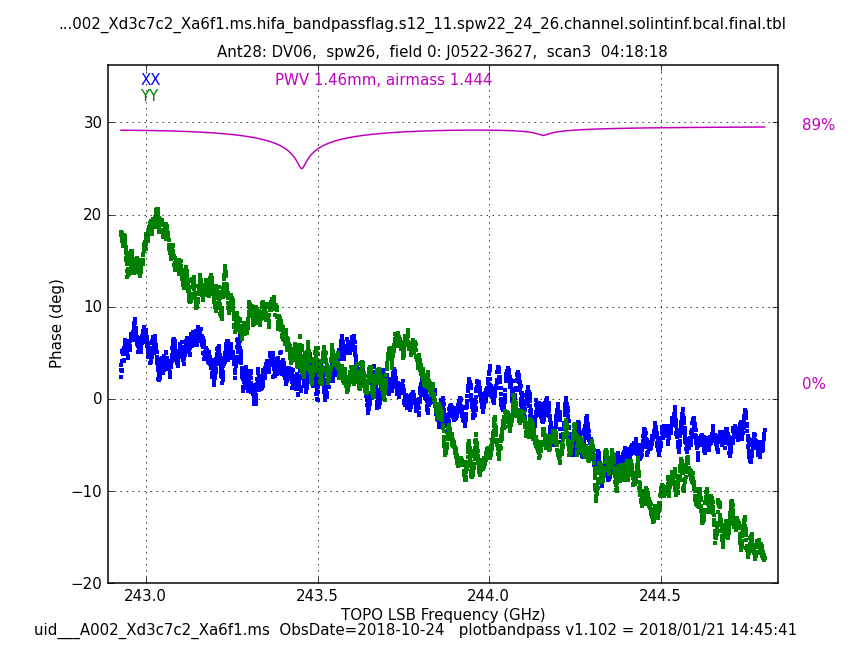 ...002_Xd3c7c2_Xa6f1.ms.hifa_bandpassflag.s12_11.spw22_24_26.channel.solintinf.bcal.final.tbl
Ant28: DV06, spw26, field 0: J0522-3627, scan3 04:18:18
XX
YY
PWV 1.46mm, airmass 1.444
89%
0%
Phase (deg)
30
20
10
0
−10
−20
243.0 243.5 244.0 244.5
TOPO LSB Frequency (GHz)
uid___A002_Xd3c7c2_Xa6f1.ms ObsDate=2018-10-24 plotbandpass v1.102 = 2018/01/21 14:45:41